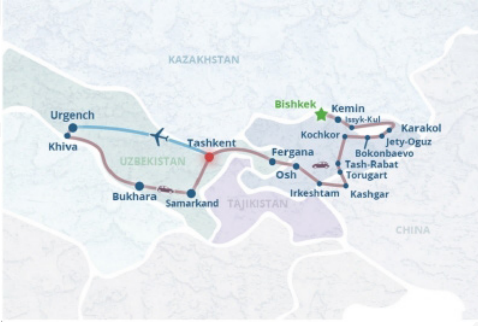 KAZAKHSTAN
Bishkek
Kemin
Urgench
Issyk-Kul
Karakol
Khiva
Tashkent
Kochkor
Jety-Oguz
Fergana
Bokonbaevo
UZBEKISTAN
Tash-Rabat
Osh
Torugart
Bukhara
Irkeshtam
Kashgar
Samarkand
TAJIKISTAN
CHINA